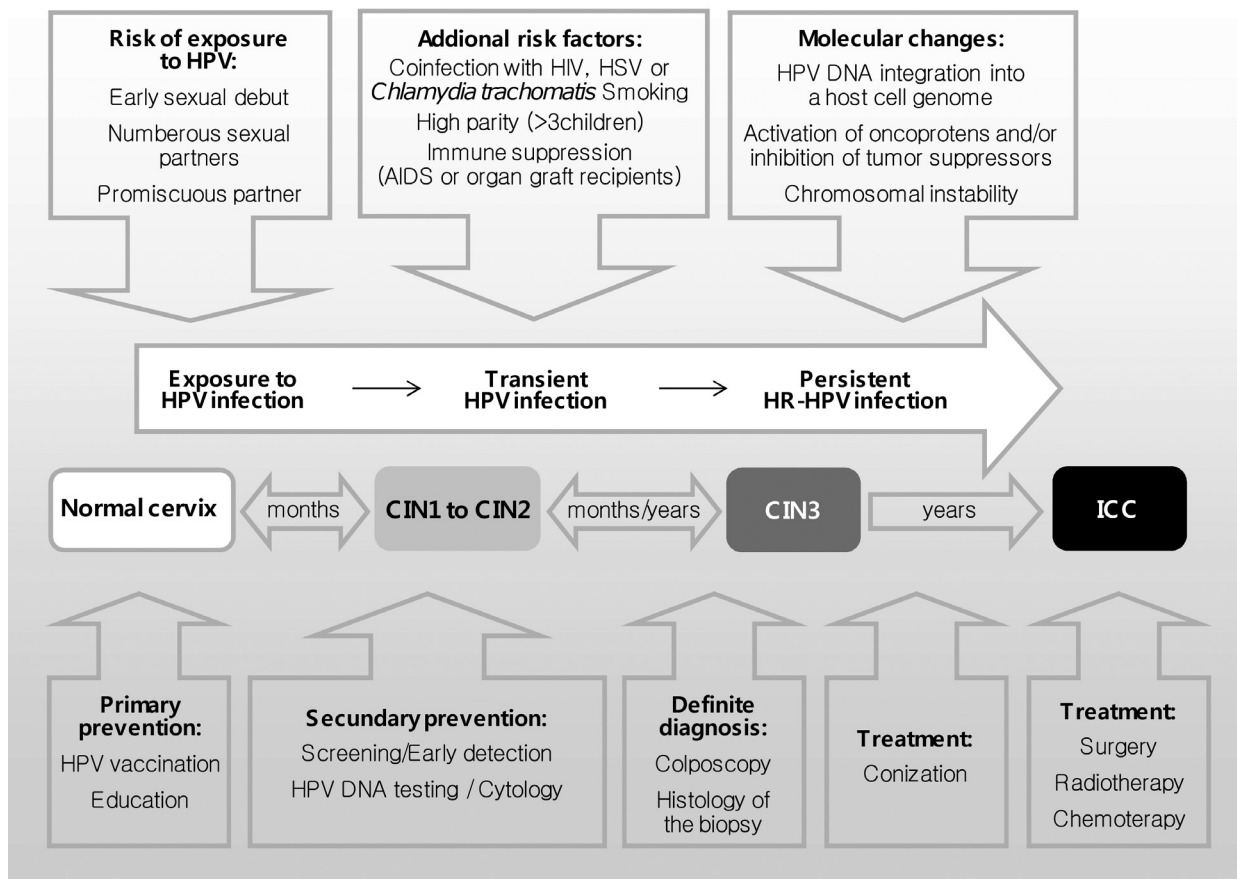 Risk of exposure
to HPV:
Early sexual debut
Numberous sexual
partners
Promiscuous partner
Addional risk factors:
Coinfection with HIV, HSV or
Chlamydia trachomatis Smoking
High parity (>3children)
Immune suppression
(AIDS or organ graft recipients)
Molecular changes:
HPV DNA integration into
a host cell genome
Activation of oncoprotens and/or
inhibition of tumor suppressors
Chromosomal instability
Exposure to
HPV infection
Transient
HPV infection
Persistent
HR-HPV infection
Normal cervix
months
CIN1 to CIN2
months/years
CIN3
years
ICC
Primary
prevention:
HPV vaccination
Education
Secundary prevention:
Screening/Early detection
HPV DNA testing / Cytology
Definite
diagnosis:
Colposcopy
Histology of
the biopsy
Treatment:
Conization
Treatment:
Surgery
Radiotherapy
Chemoterapy